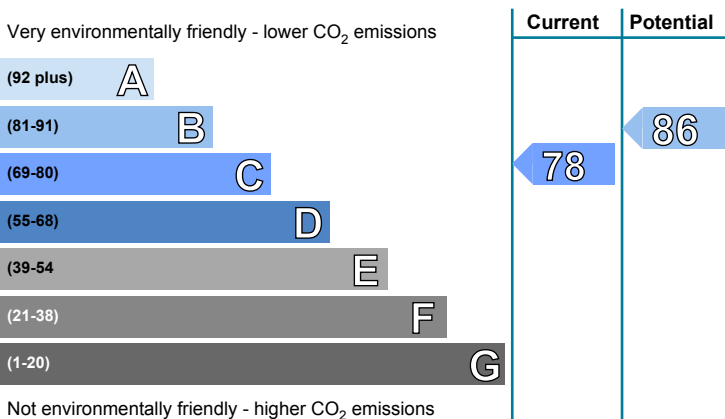 Current Potential
Very environmentally friendly - lower CO2 emissions
(92 plus) A
(81-91) B
86
(69-80) C
78
(55-68) D
(39-54 E
(21-38) F
(1-20) G
Not environmentally friendly - higher CO2 emissions